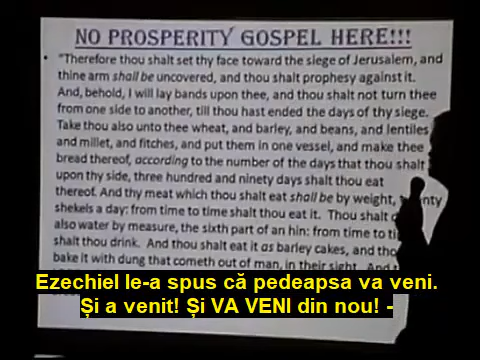 NO PROSPERITY GOSPEL HERE!!!
• "Therefore thou shalt set thy face toward the siege of Jerusalem, and
thine arm shall be uncovered, and thou shalt prophesy against it.
And, behold, I will lay bands upon thee, and thou shalt not turn thee
from one side to another, till thou hast ended the days of thy siege.
Take thou also unto thee wheat, and barley, and beans, and lentiles
and millet, and fitches, and put them in one vessel, and make thee
bread thereof, according to the number of the days that thou shalt
upon thy side, three hundred and ninety days shalt thou eat
thereof. And thy meat which thou shalt eat shall be by weight,
shekels a day: from time to time shalt thou eat it. Thou shalt
also water by measure, the sixth part of an hin: from time to
shalt thou drink. And thou shalt eat it as barley cakes, and
bake it with dung that cometh out of man, in their sight. And
Ezechiel le-a spus că pedeapsa va veni.
Și a venit! Și VA VENI din nou! -